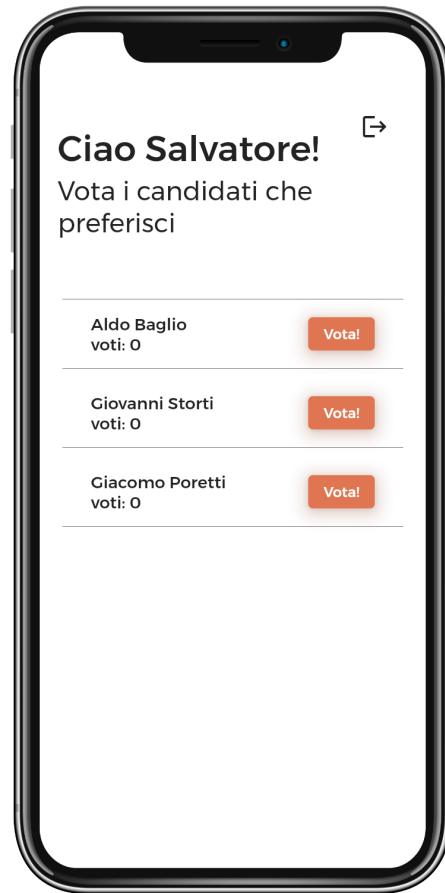 Ciao Salvatore!
Vota i candidati che
preferisci
Aldo Baglio
voti: 0
Vota!
Giovanni Storti
voti: 0
Vota!
Giacomo Poretti
voti: 0
Vota!